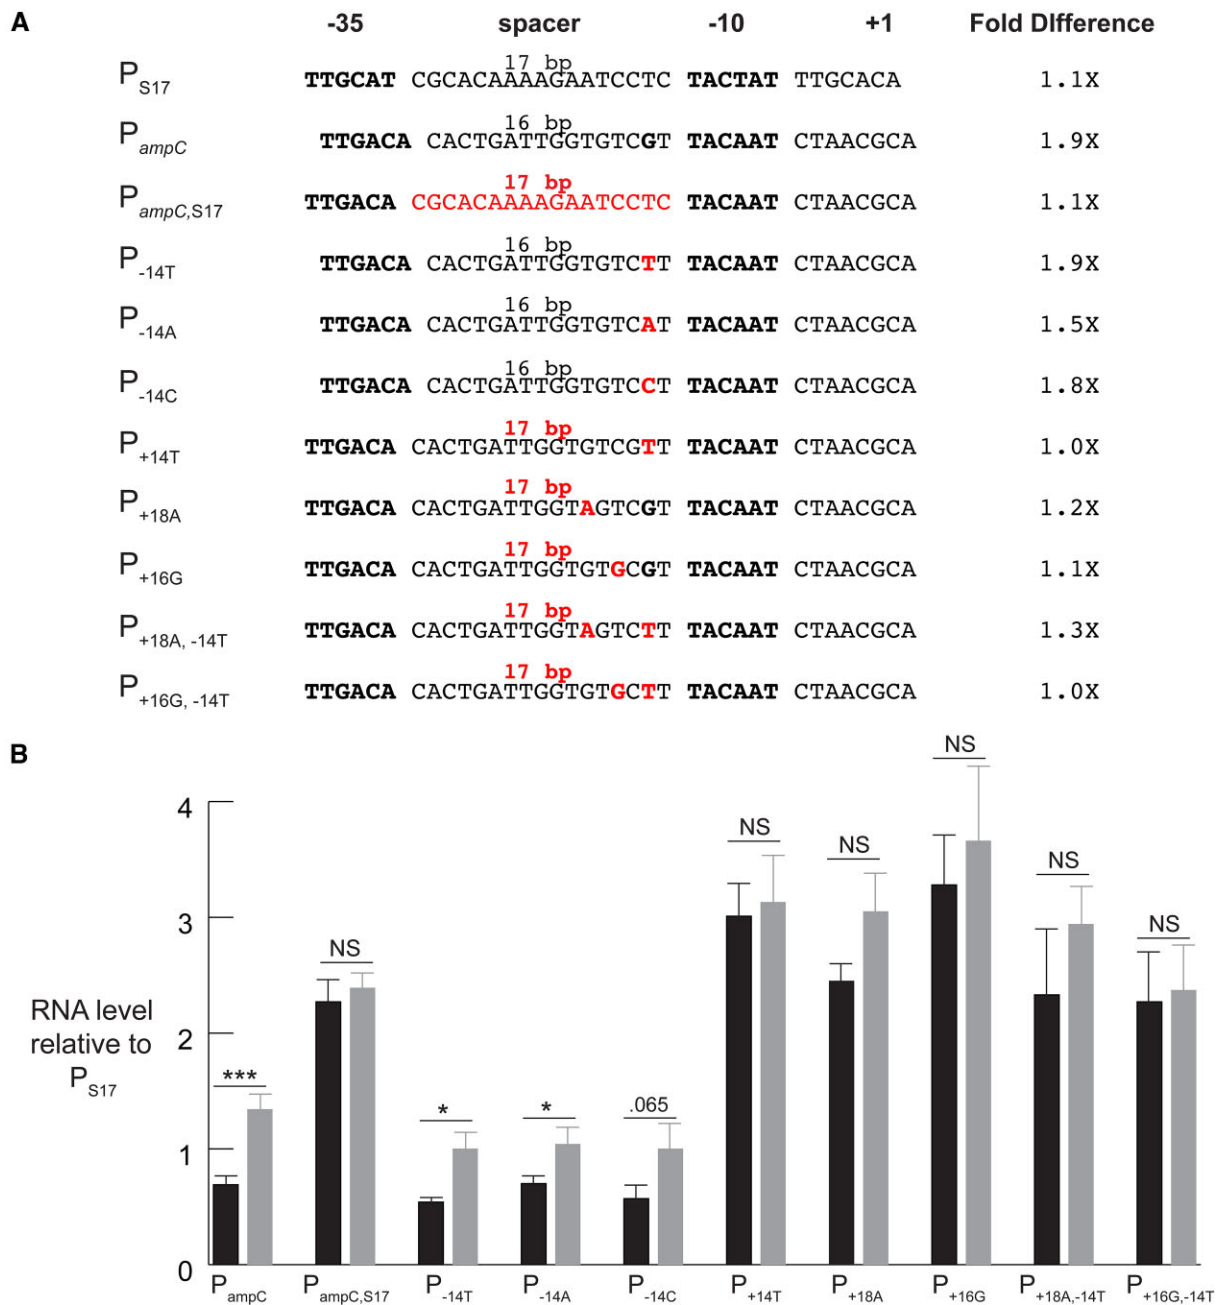 A
-35 spacer -10 +1 Fold DIfference
17 bp
PS17 TTGCAT CGCACAAAAGAATCCTC TACTAT TTGCACA 1.1X
16 bp
PampC TTGACA CACTGATTGGTGTCGT TACAAT CTAACGCA 1.9X
17 bp
PampC,S17 TTGACA CGCACAAAAGAATCCTC TACAAT CTAACGCA 1.1X
16 bp
P-14T TTGACA CACTGATTGGTGTCTT TACAAT CTAACGCA 1.9X
16 bp
P-14A TTGACA CACTGATTGGTGTCAT TACAAT CTAACGCA 1.5X
16 bp
P-14C TTGACA CACTGATTGGTGTCCT TACAAT CTAACGCA 1.8X
17 bp
P+14T TTGACA CACTGATTGGTGTCGTT TACAAT CTAACGCA 1.0X
17 bp
P+18A TTGACA CACTGATTGGTAGTCGT TACAAT CTAACGCA 1.2X
17 bp
P+16G TTGACA CACTGATTGGTGTGCGT TACAAT CTAACGCA 1.1X
17 bp
P+18A, -14T TTGACA CACTGATTGGTAGTCTT TACAAT CTAACGCA 1.3X
17 bp
P+16G, -14T TTGACA CACTGATTGGTGTGCTT TACAAT CTAACGCA 1.0X
B
RNA level
relative to
PS17
4
3
2
1
0
*** NS * * .065 NS NS NS NS NS
PampC PampC,S17 P-14T P-14A P-14C P+14T P+18A P+16G P+18A,-14T P+16G,-14T